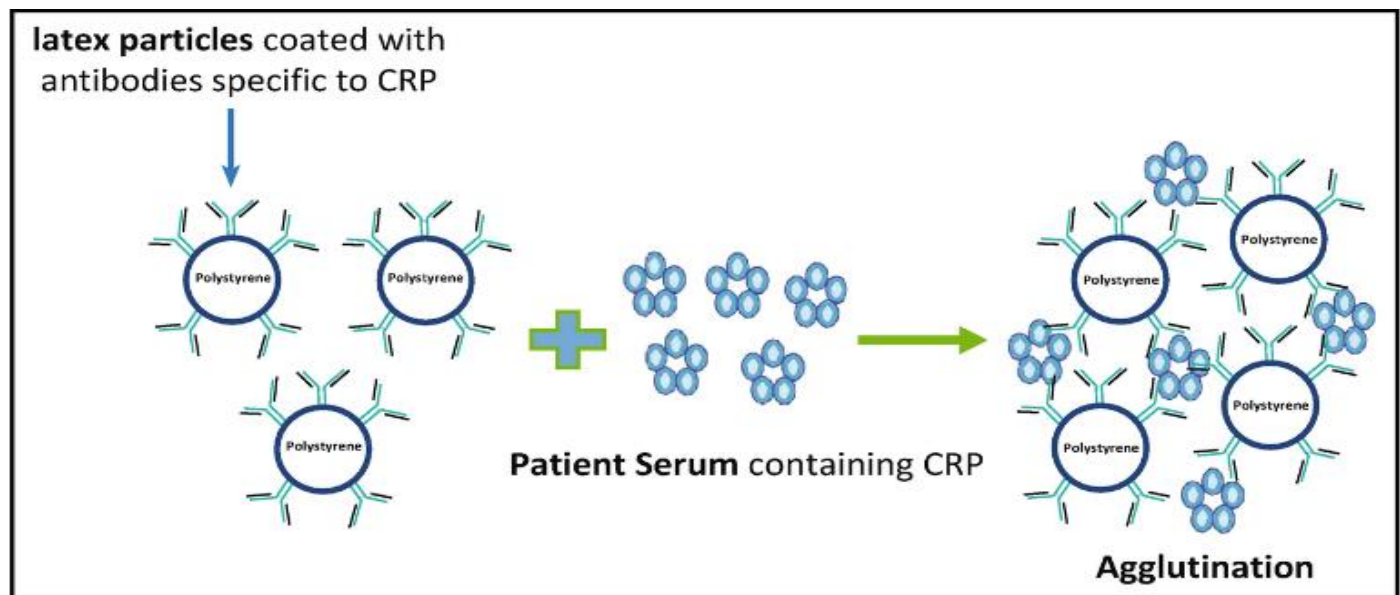 latex particles coated with
antibodies specific to CRP
Polystyrene
Polystyrene
Polystyrene
Patient Serum containing CRP
Polystyrene
Polystyrene
Polystyrene
Polystyrene
Agglutination